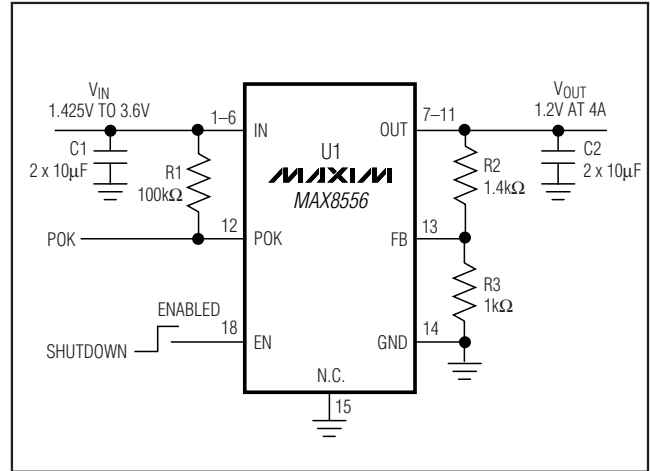 VIN
1.425V TO 3.6V
1–6
IN
C1
2 x 10µF
R1
100kΩ
POK
12
POK
ENABLED
SHUTDOWN
18
EN
U1
MAXIM
MAX8556
N.C.
15
OUT
7–11
VOUT
1.2V AT 4A
R2
1.4kΩ
C2
2 x 10µF
FB
13
R3
1kΩ
GND
14